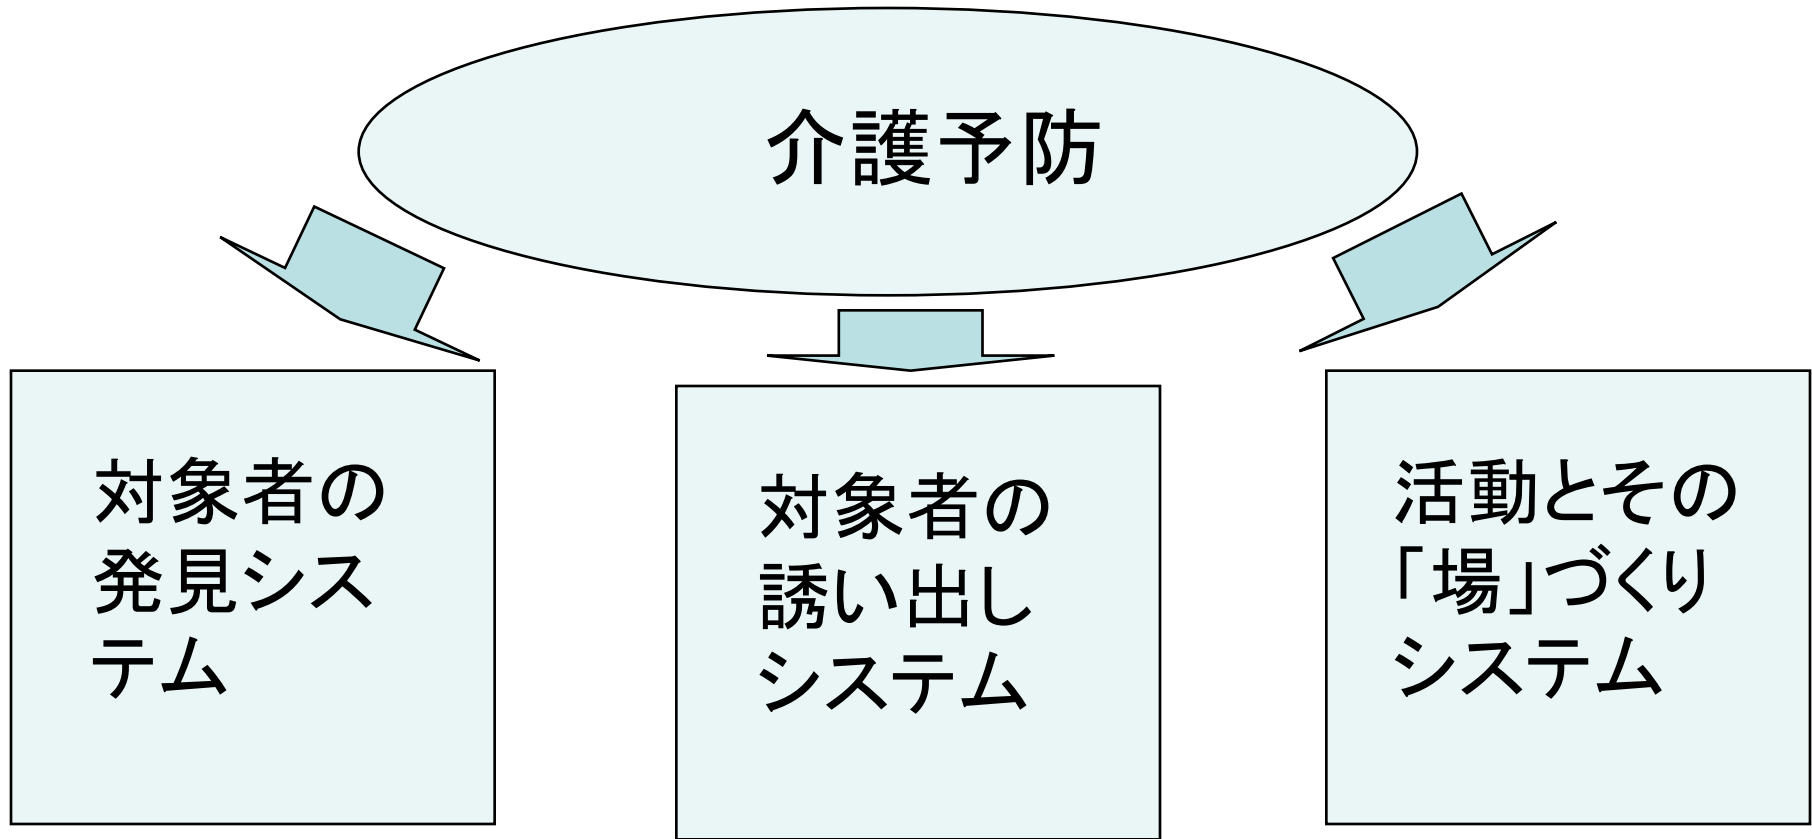 介護予防
対象者の
発見シス
テム
対象者の
誘い出し
システム
活動とその
「場」づくり
システム